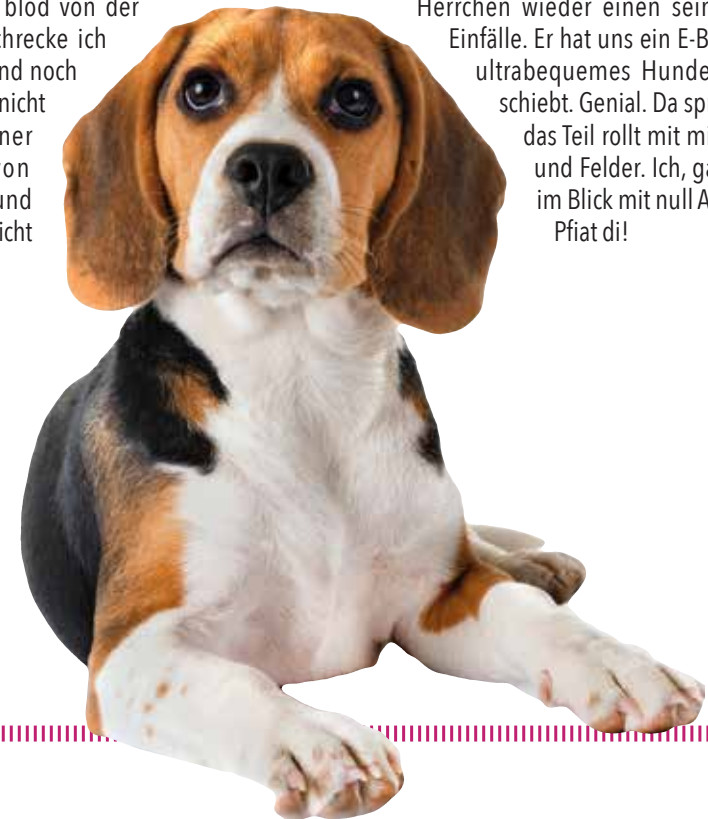 blöd von der
chrecke ich
nd noch
nicht
ner
on
und
icht
Herrchen wieder einen sein
Einfälle. Er hat uns ein E-B
ultrabequemes Hunde
schiebt. Genial. Da spr
das Teil rollt mit mi
und Felder. Ich, ga
im Blick mit null A
Pfiat di!